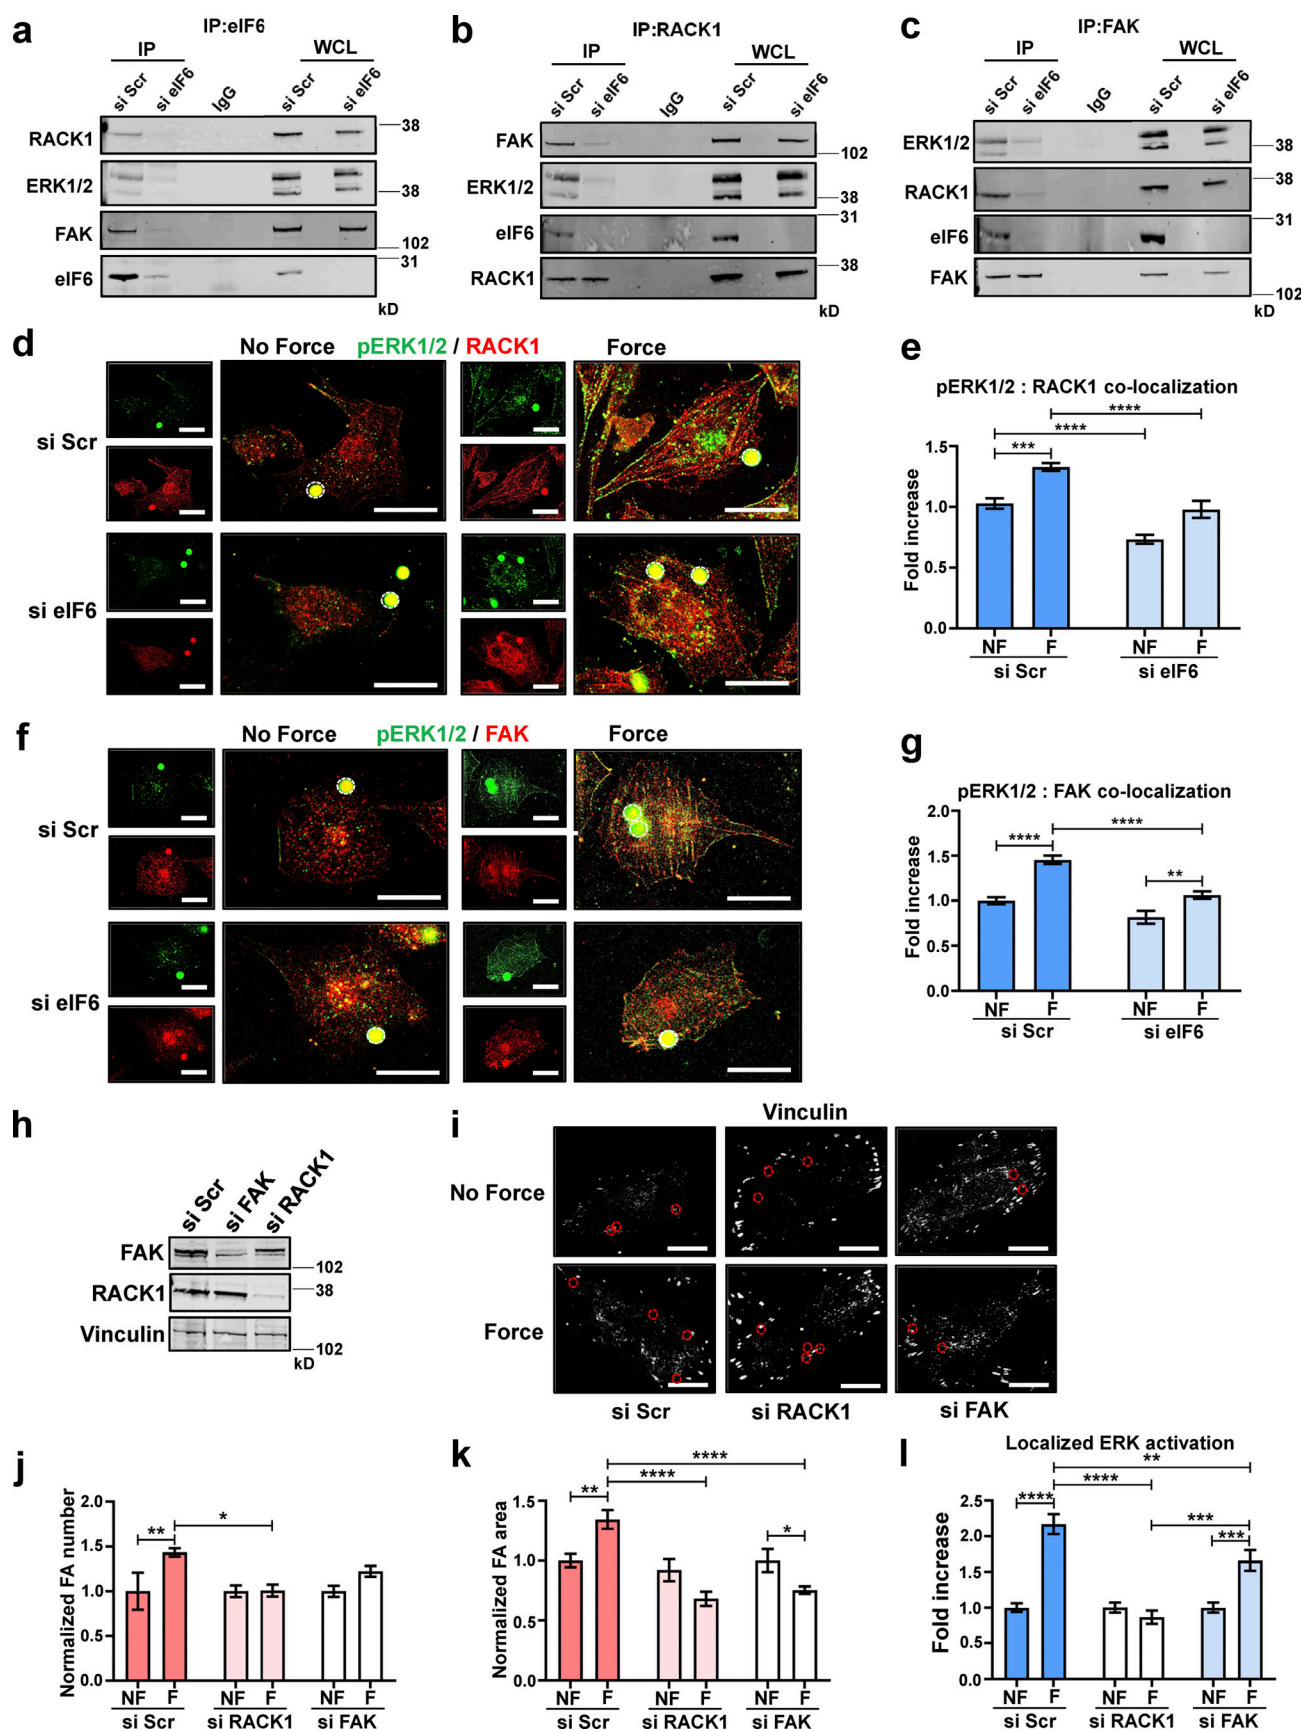 a
IP:eIF6
IP
WCL
si Scr
si eIF6
IgG
si Scr
si eIF6
RACK1
38
ERK1/2
38
FAK
102
eIF6
31
kD
b
IP:RACK1
IP
WCL
si Scr
si eIF6
IgG
si Scr
si eIF6
FAK
102
ERK1/2
38
eIF6
31
RACK1
38
kD
c
IP:FAK
IP
WCL
si Scr
si eIF6
IgG
si Scr
si eIF6
ERK1/2
38
RACK1
38
eIF6
31
FAK
102
kD
d
No Force pERK1/2 / RACK1 Force
si Scr
si eIF6
e
pERK1/2 : RACK1 co-localization
****
****
***
Fold increase
1.5
1.0
0.5
0.0
NF F NF F
si Scr si eIF6
f
No Force pERK1/2 / FAK Force
si Scr
si eIF6
g
pERK1/2 : FAK co-localization
****
****
**
Fold increase
2.0
1.5
1.0
0.5
0.0
NF F NF F
si Scr si eIF6
h
si Scr
si FAK
si RACK1
FAK
102
RACK1
38
Vinculin
102
kD
i
Vinculin
No Force
Force
si Scr si RACK1 si FAK
j
** *
Normalized FA number
2.0
1.5
1.0
0.5
0.0
NF F NF F NF F
si Scr si RACK1 si FAK
k
****
****
**
*
Normalized FA area
1.5
1.0
0.5
0.0
NF F NF F NF F
si Scr si RACK1 si FAK
l
Localized ERK activation
**
****
****
***
***
Fold increase
2.5
2.0
1.5
1.0
0.5
0.0
NF F NF F NF F
si Scr si RACK1 si FAK